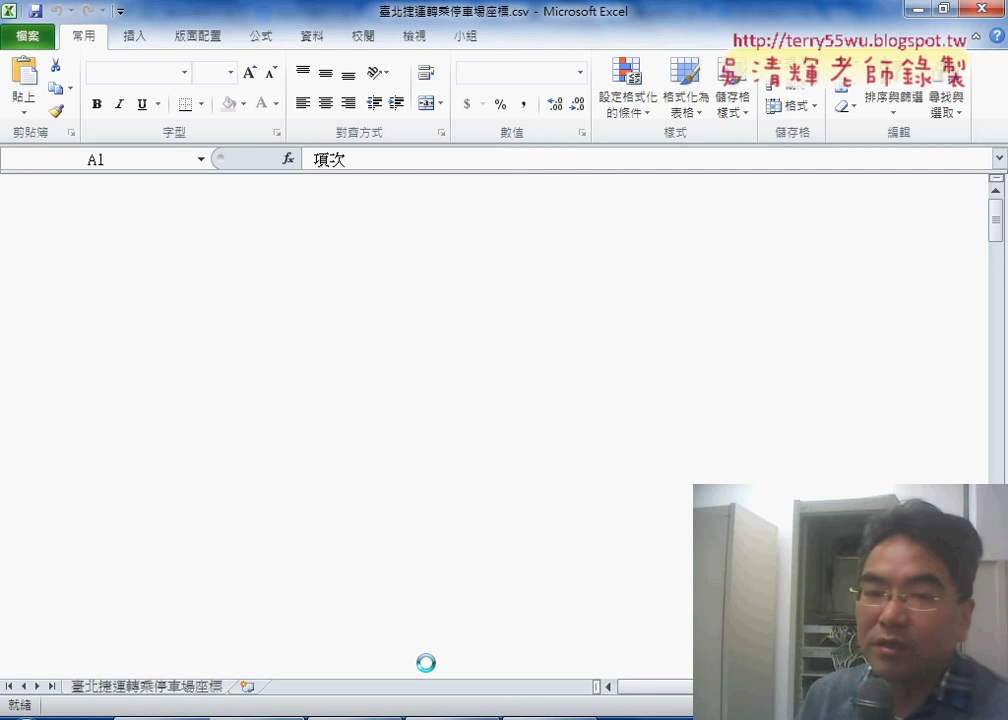 臺北捷運轉乘停車場座標.csv - Microsoft Excel
檔案 常用 插入 版面配置 公式 資料 校閱 檢視 小組
http://terry55wu.blogspot.tw
吳清輝老師錄製
貼上
B I U A A A
$ % ,
設定格式化的條件
格式化為表格
儲存格樣式
格式
排序與篩選
尋找與選取
剪貼簿 字型 對齊方式 數值 樣式 儲存格 編輯
A1 fx 項次
臺北捷運轉乘停車場座標
就緒